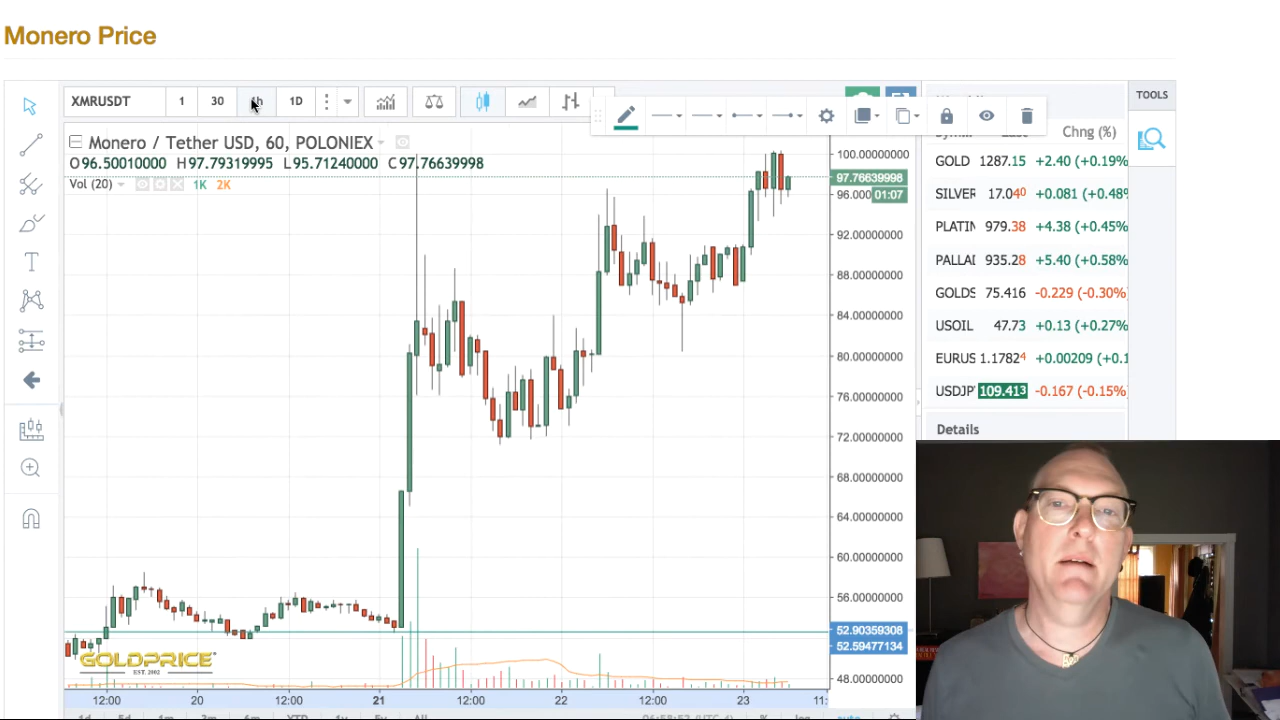 Monero Price
XMRUSDT 1 30 1D
TOOLS
Monero / Tether USD, 60, POLONIEX
O96.50010000 H97.79319995 L95.71240000 C97.76639998
Vol (20) 1K 2K
Chng (%)
GOLD 1287.15 +2.40 (+0.19%
SILVER 17.040 +0.081 (+0.48%
PLATIN 979.38 +4.38 (+0.45%
PALLAD 935.28 +5.40 (+0.58%
GOLDS 75.416 -0.229 (-0.30%
USOIL 47.73 +0.13 (+0.27%
EURUS 1.17824 +0.00209 (+0.1
USDJP 109.413 -0.167 (-0.15%)
Details
100.00000000
97.76639998
96.000 01:07
92.00000000
88.00000000
84.00000000
80.00000000
76.00000000
72.00000000
68.00000000
64.00000000
60.00000000
56.00000000
52.90359308
52.59477134
48.00000000
GOLDPRICE
EST. 2002
12:00 20 12:00 21 12:00 22 12:00 23 11: